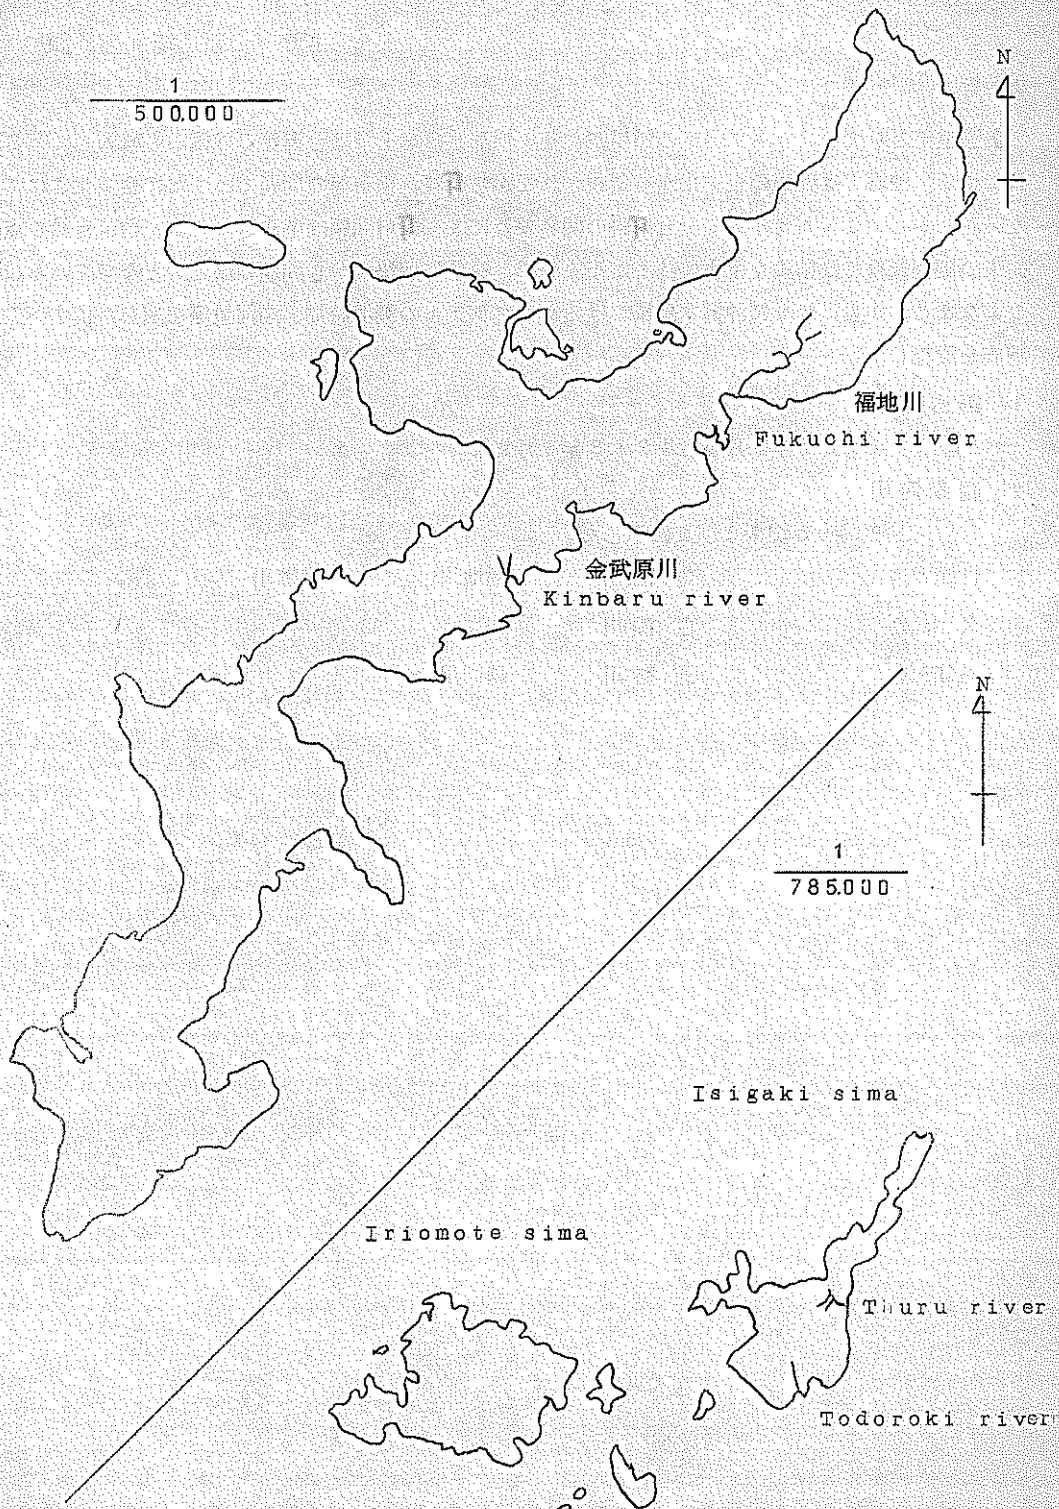 1
500.000
N
福地川
Fukuchi river
金武原川
Kinbaru river
N
1
785.000
Isigaki sima
Iriomote sima
river
Todoroki river